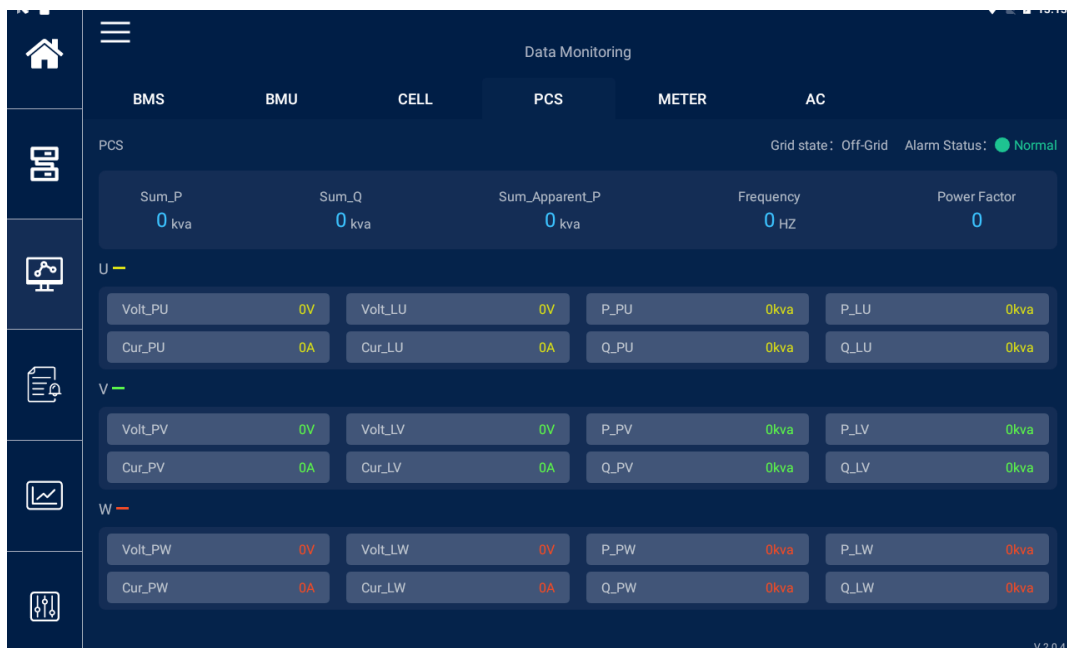 Data Monitoring
BMS BMU CELL PCS METER AC
PCS Grid state: Off-Grid Alarm Status: Normal
Sum_P Sum_Q Sum_Apparent_P Frequency Power Factor
0 kva 0 kva 0 kva 0 HZ 0
U
Volt_PU 0V Volt_LU 0V P_PU 0kva P_LU 0kva
Cur_PU 0A Cur_LU 0A Q_PU 0kva Q_LU 0kva
V
Volt_PV 0V Volt_LV 0V P_PV 0kva P_LV 0kva
Cur_PV 0A Cur_LV 0A Q_PV 0kva Q_LV 0kva
W
Volt_PW 0V Volt_LW 0V P_PW 0kva P_LW 0kva
Cur_PW 0A Cur_LW 0A Q_PW 0kva Q_LW 0kva